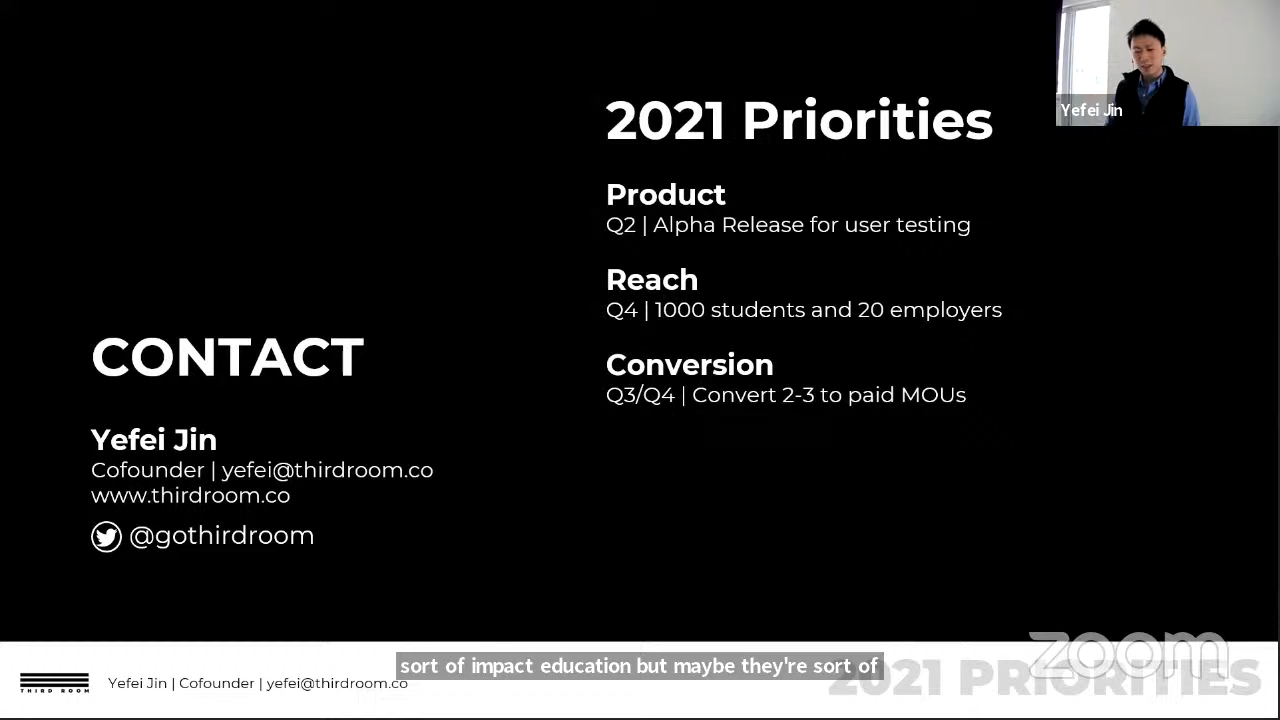 2021 Priorities
Product
Q2 | Alpha Release for user testing
Reach
Q4 | 1000 students and 20 employers
Conversion
Q3/Q4 | Convert 2-3 to paid MOUs
CONTACT
Yefei Jin
Cofounder | yefei@thirdroom.co
www.thirdroom.co
@gothirdroom
Yefei Jin
zoom
sort of impact education but maybe they're sort of
THIRD ROOM
Yefei Jin | Cofounder | yefei@thirdroom.co
2021 PRIORITIES